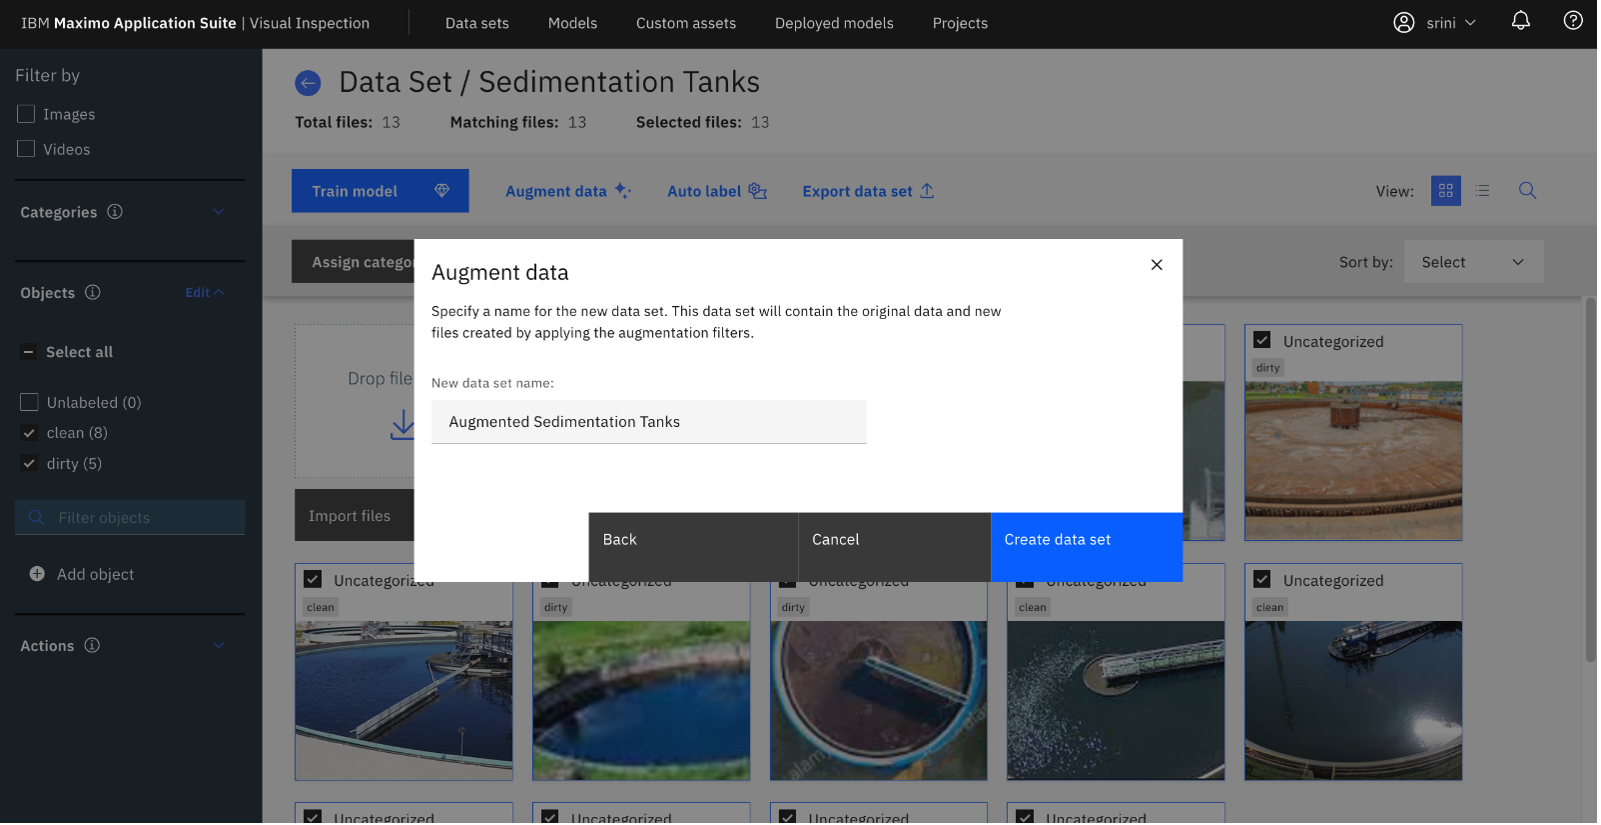 IBM Maximo Application Suite | Visual Inspection
Data sets
Models
Custom assets
Deployed models
Projects
srini
Filter by
Images
Videos
Categories
Objects
Edit
Select all
Unlabeled (0)
clean (8)
dirty (5)
Filter objects
Add object
Actions
Data Set / Sedimentation Tanks
Total files: 13
Matching files: 13
Selected files: 13
Train model
Augment data
Auto label
Export data set
View:
Assign catego
Sort by:
Select
Augment data
Specify a name for the new data set. This data set will contain the original data and new
files created by applying the augmentation filters.
New data set name:
Augmented Sedimentation Tanks
Back
Cancel
Create data set
Drop file
Import files
Uncategorized
dirty
Uncategorized
clean
Uncategorized
dirty
Uncategorized
dirty
Uncategorized
clean
Uncategorized
clean
Uncategorized
Uncategorized
Uncategorized
Uncategorized